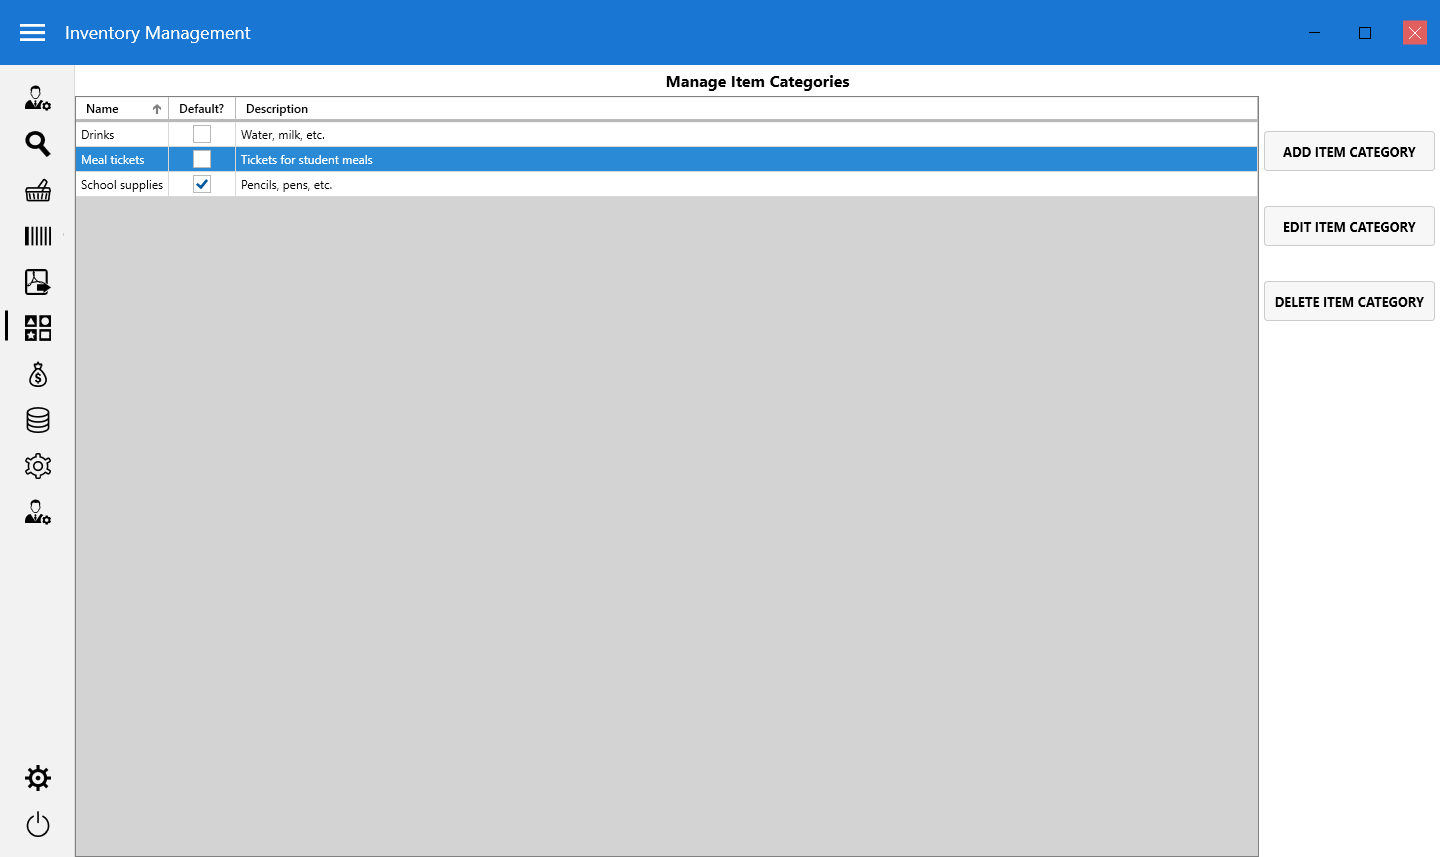 Inventory Management
Manage Item Categories
Name Default? Description
Drinks Water, milk, etc.
Meal tickets Tickets for student meals
School supplies Pencils, pens, etc.
ADD ITEM CATEGORY
EDIT ITEM CATEGORY
DELETE ITEM CATEGORY